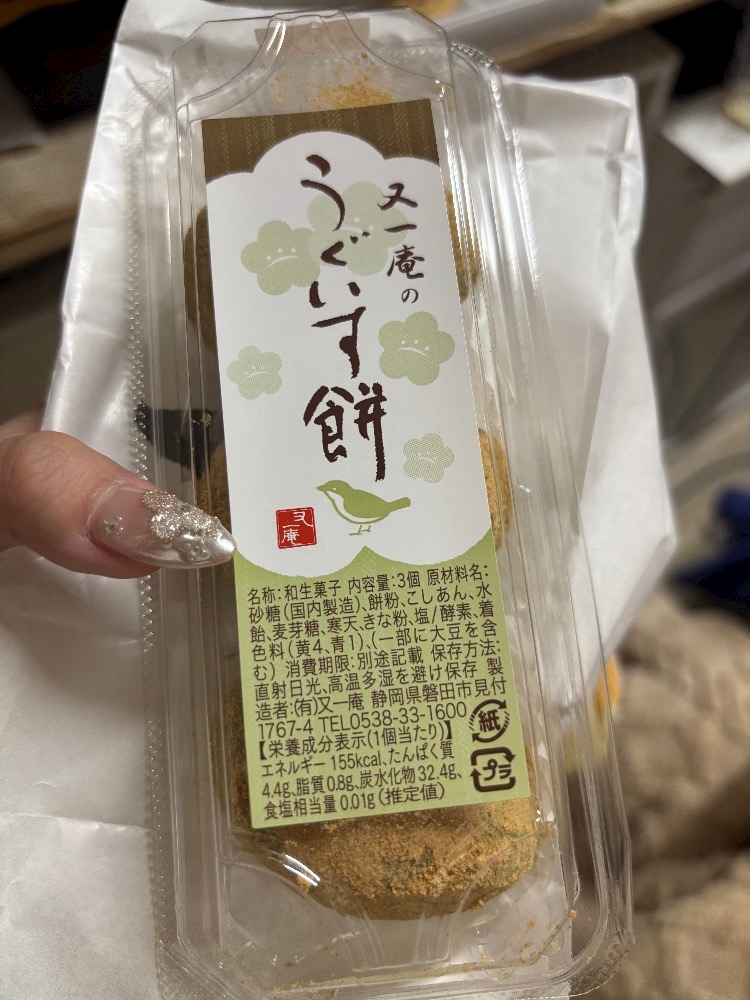 又一庵の
うぐいす餅
又一庵
名称:和生菓子 内容量:3個 原材料名:
砂糖(国内製造)、餅粉、こしあん、水
飴、麦芽糖、寒天、きな粉、塩/酵素、着
色料(黄4、青1)、(一部に大豆を含
む) 消費期限:別途記載 保存方法:
直射日光、高温多湿を避け保存 製
造者:(有)又一庵 静岡県磐田市見付
1767-4 TEL0538-33-1600
【栄養成分表示(1個当たり)】
エネルギー 155kcal、たんぱく質
4.4g、脂質0.8g、炭水化物32.4g、
食塩相当量 0.01g(推定値)
紙
プラ